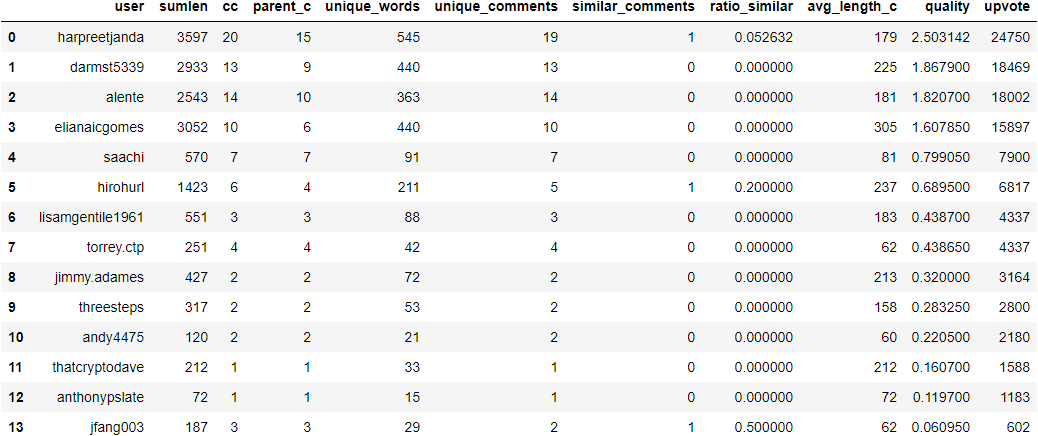 user sumlen cc parent_c unique_words unique_comments similar_comments ratio_similar avg_length_c quality upvote
0 harpreetjanda 3597 20 15 545 19 1 0.052632 179 2.503142 24750
1 darmst5339 2933 13 9 440 13 0 0.000000 225 1.867900 18469
2 alente 2543 14 10 363 14 0 0.000000 181 1.820700 18002
3 elianaicgomes 3052 10 6 440 10 0 0.000000 305 1.607850 15897
4 saachi 570 7 7 91 7 0 0.000000 81 0.799050 7900
5 hirohurl 1423 6 4 211 5 1 0.200000 237 0.689500 6817
6 lisamgentile1961 551 3 3 88 3 0 0.000000 183 0.438700 4337
7 torrey.ctp 251 4 4 42 4 0 0.000000 62 0.438650 4337
8 jimmy.adames 427 2 2 72 2 0 0.000000 213 0.320000 3164
9 threesteps 317 2 2 53 2 0 0.000000 158 0.283250 2800
10 andy4475 120 2 2 21 2 0 0.000000 60 0.220500 2180
11 thatcryptodave 212 1 1 33 1 0 0.000000 212 0.160700 1588
12 anthonypslate 72 1 1 15 1 0 0.000000 72 0.119700 1183
13 jfang003 187 3 3 29 2 1 0.500000 62 0.060950 602